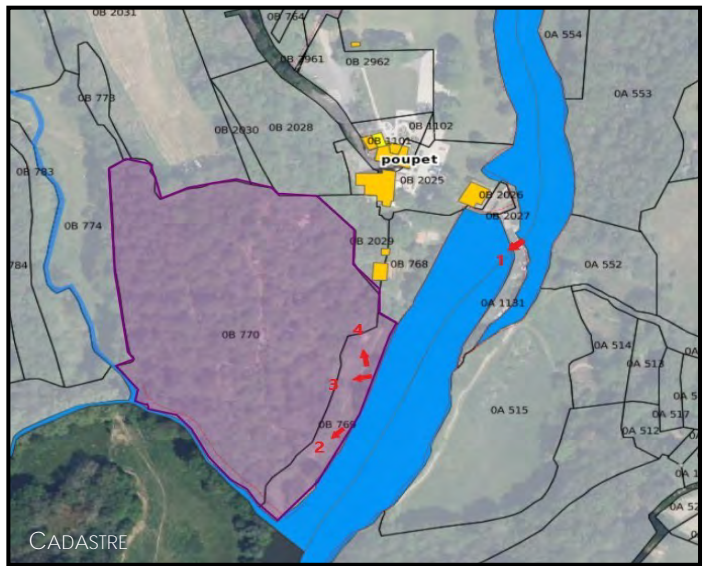 0B 2031
0B 764
0A 554
0B 2961
0B 2962
0A 553
0B 773
0B 2030
0B 2028
0B 1102
0B 1101
poupet
0B 783
0B 2025
0B 2026
0B 2027
0B 774
0B 2029
1
784
0B 768
0A 552
0A 1131
4
0B 770
0A 514
0A 513
3
0A 515
0A 517
0B 769
0A 512
2
CADASTRE